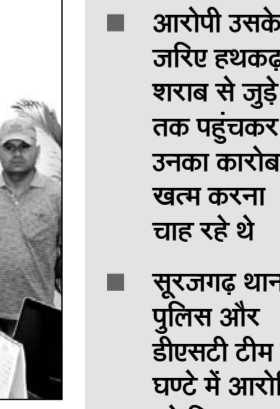 आरोपी उसके
जरिए हथकढ़
शराब से जुड़े
तक पहुंचकर
उनका कारोब
खत्म करना
चाह रहे थे
सूरजगढ़ थान
पुलिस और
डीएसटी टीम
घण्टे में आरोि